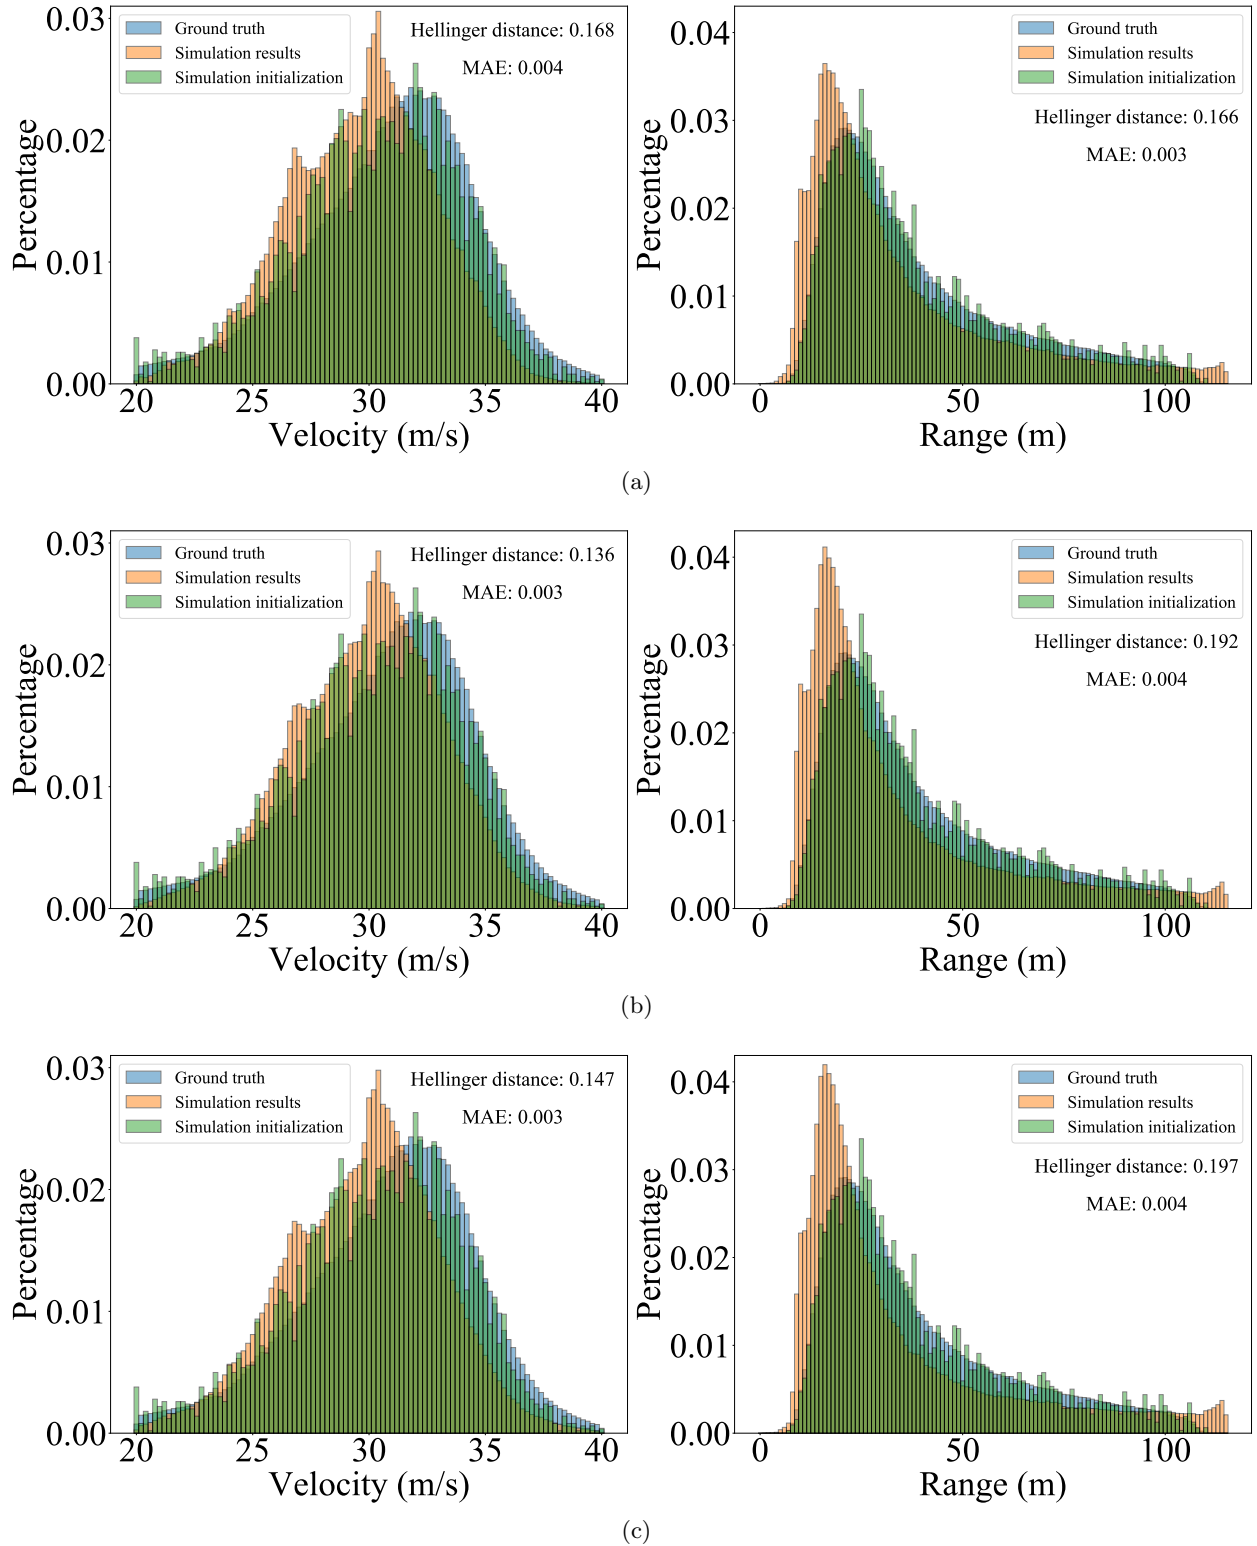 0.03
0.02
0.01
0.00
Percentage
Ground truth
Simulation results
Simulation initialization
Hellinger distance: 0.168
MAE: 0.004
20 25 30 35 40
Velocity (m/s)
0.04
0.03
0.02
0.01
0.00
Percentage
Ground truth
Simulation results
Simulation initialization
Hellinger distance: 0.166
MAE: 0.003
0 50 100
Range (m)
(a)
0.03
0.02
0.01
0.00
Percentage
Ground truth
Simulation results
Simulation initialization
Hellinger distance: 0.136
MAE: 0.003
20 25 30 35 40
Velocity (m/s)
0.04
0.03
0.02
0.01
0.00
Percentage
Ground truth
Simulation results
Simulation initialization
Hellinger distance: 0.192
MAE: 0.004
0 50 100
Range (m)
(b)
0.03
0.02
0.01
0.00
Percentage
Ground truth
Simulation results
Simulation initialization
Hellinger distance: 0.147
MAE: 0.003
20 25 30 35 40
Velocity (m/s)
0.04
0.03
0.02
0.01
0.00
Percentage
Ground truth
Simulation results
Simulation initialization
Hellinger distance: 0.197
MAE: 0.004
0 50 100
Range (m)
(c)